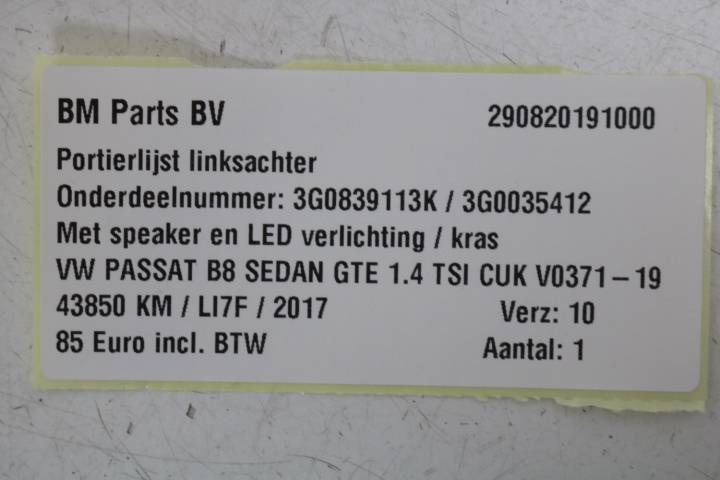 BM Parts BV 290820191000
Portierlijst linksachter
Onderdeelnummer: 3G0839113K / 3G0035412
Met speaker en LED verlichting / kras
VW PASSAT B8 SEDAN GTE 1.4 TSI CUK V0371-19
43850 KM / LI7F / 2017 Verz: 10
85 Euro incl. BTW Aantal: 1